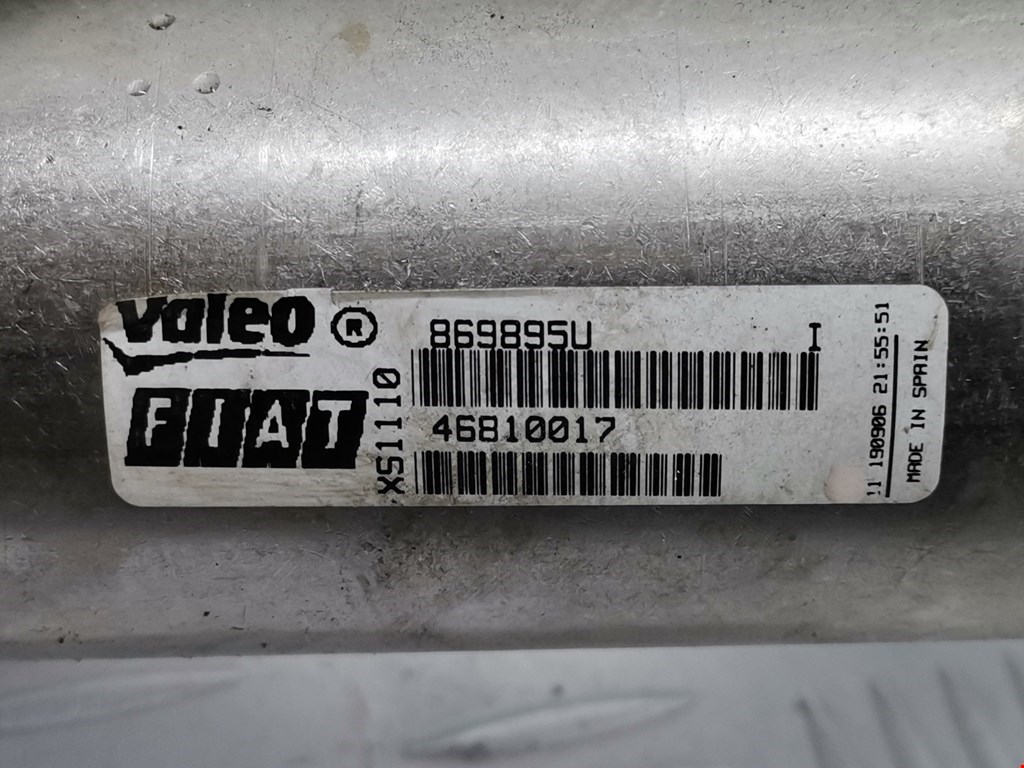 valeo ®
FIAT
XS1110
869895U
I
46810017
11 190906 21:55:51
MADE IN SPAIN